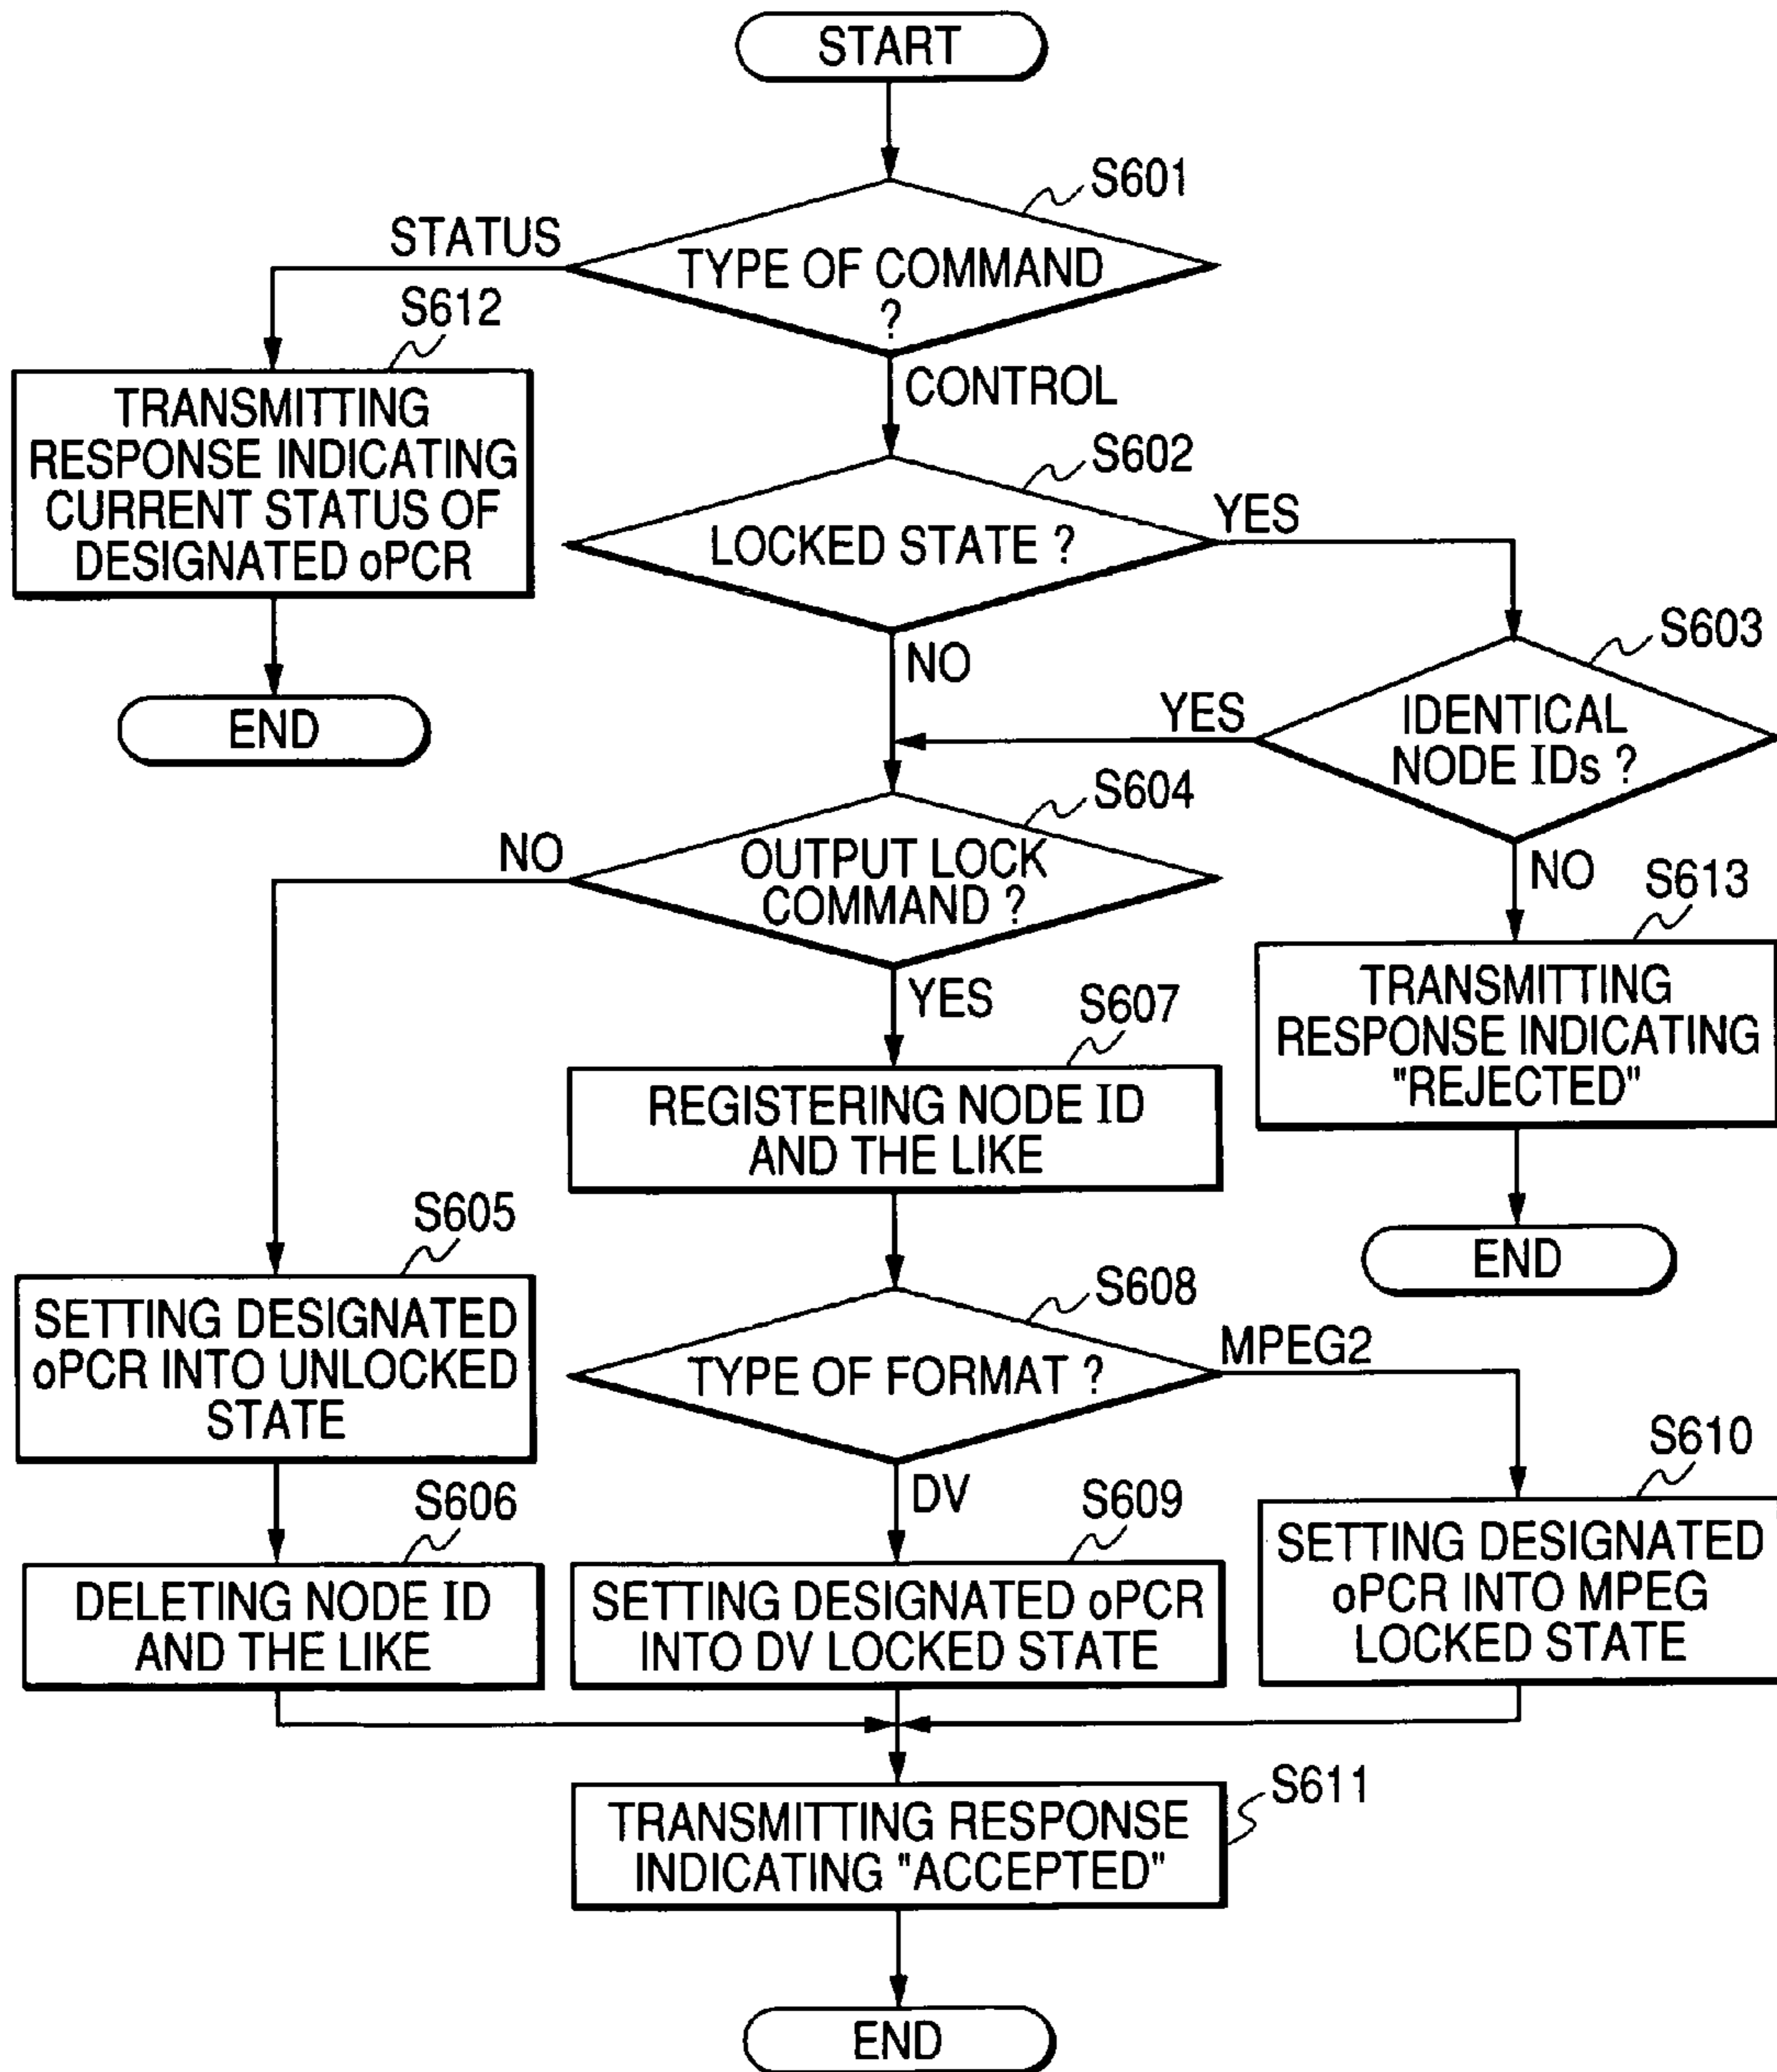 START
S601
STATUS
TYPE OF COMMAND
?
S612
CONTROL
TRANSMITTING
RESPONSE INDICATING
CURRENT STATUS OF
DESIGNATED oPCR
S602
LOCKED STATE ?
YES
NO
S603
IDENTICAL
NODE IDs ?
YES
END
S604
OUTPUT LOCK
COMMAND ?
NO
NO
S613
TRANSMITTING
RESPONSE INDICATING
"REJECTED"
YES
S607
REGISTERING NODE ID
AND THE LIKE
END
S605
SETTING DESIGNATED
oPCR INTO UNLOCKED
STATE
S608
TYPE OF FORMAT ?
MPEG2
S610
SETTING DESIGNATED
oPCR INTO MPEG
LOCKED STATE
DV
S606
DELETING NODE ID
AND THE LIKE
S609
SETTING DESIGNATED oPCR
INTO DV LOCKED STATE
S611
TRANSMITTING RESPONSE
INDICATING "ACCEPTED"
END